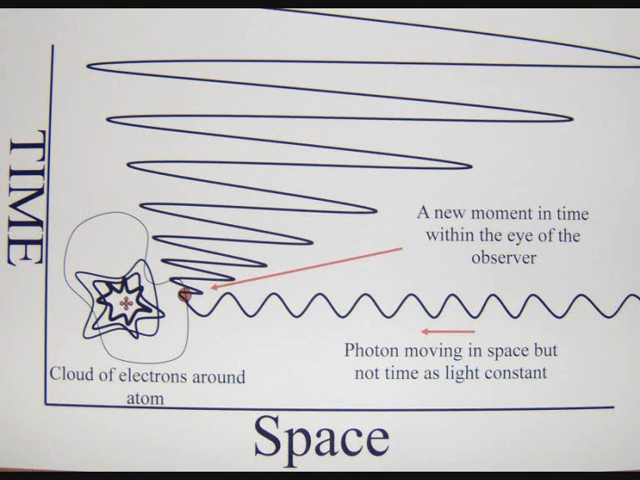 TIME
A new moment in time
within the eye of the
observer
Photon moving in space but
not time as light constant
Cloud of electrons around
atom
Space